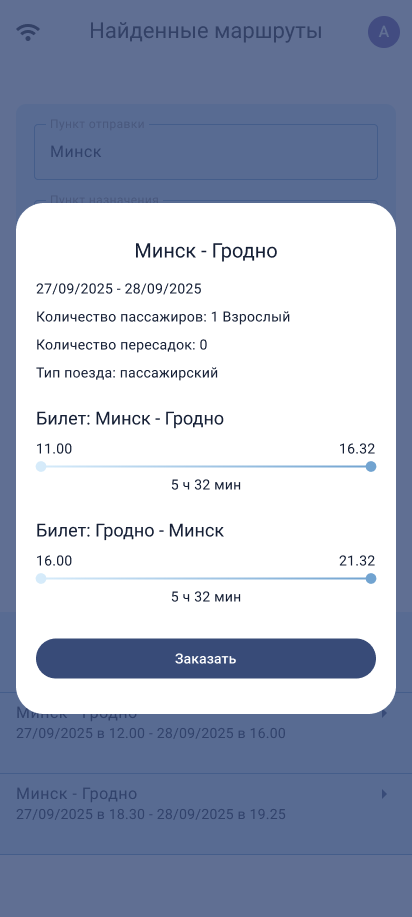 Найденные маршруты
А
Пункт отправки
Минск
Пункт назначения
Минск - Гродно
27/09/2025 - 28/09/2025
Количество пассажиров: 1 Взрослый
Количество пересадок: 0
Тип поезда: пассажирский
Билет: Минск - Гродно
11.00 16.32
5 ч 32 мин
Билет: Гродно - Минск
16.00 21.32
5 ч 32 мин
Заказать
Минск - Гродно
27/09/2025 в 12.00 - 28/09/2025 в 16.00
Минск - Гродно
27/09/2025 в 18.30 - 28/09/2025 в 19.25